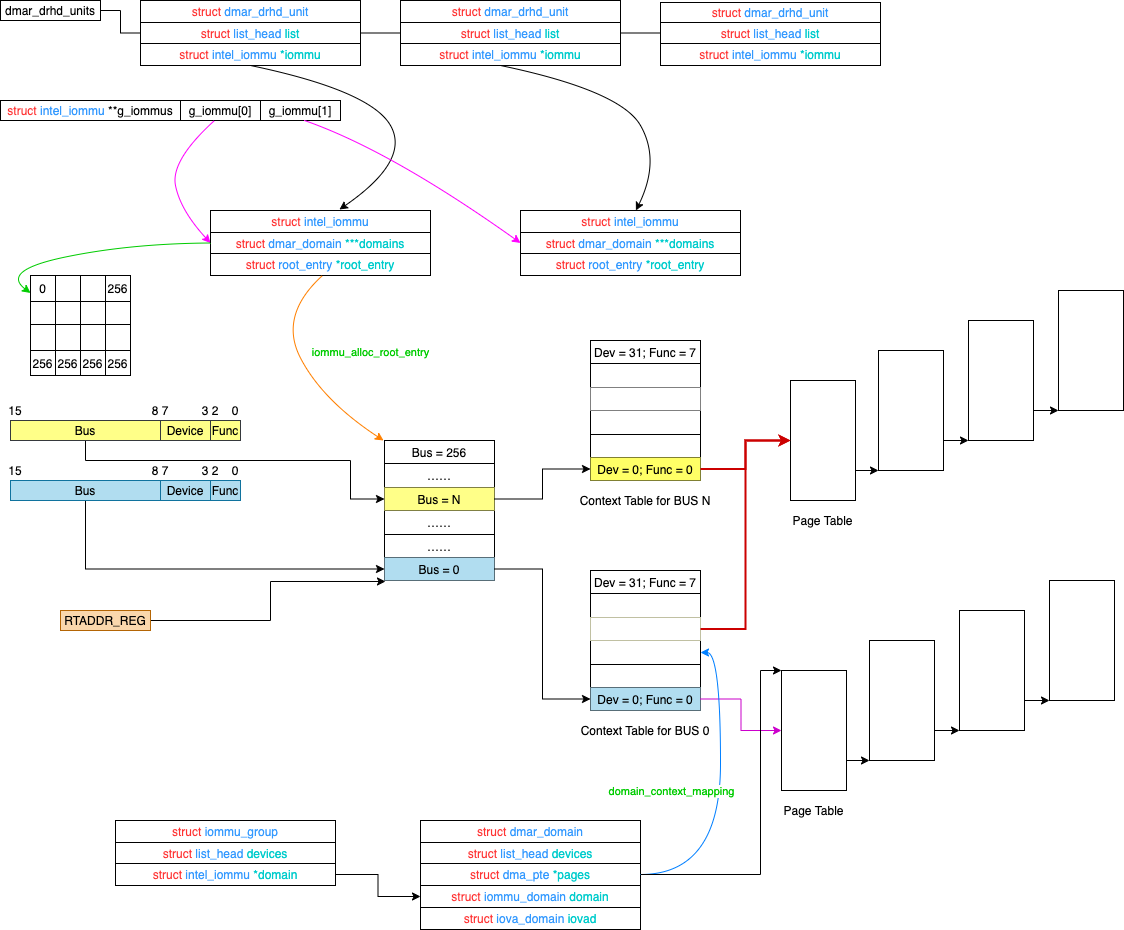 dmar_drhd_units
struct dmar_drhd_unit
struct list_head list
struct intel_iommu *iommu
struct dmar_drhd_unit
struct list_head list
struct intel_iommu *iommu
struct dmar_drhd_unit
struct list_head list
struct intel_iommu *iommu
struct intel_iommu **g_iommus
g_iommu[0]
g_iommu[1]
struct intel_iommu
struct dmar_domain ***domains
struct root_entry *root_entry
struct intel_iommu
struct dmar_domain ***domains
struct root_entry *root_entry
0 256
256 256 256 256
iommu_alloc_root_entry
15 8 7 3 2 0
Bus Device Func
15 8 7 3 2 0
Bus Device Func
RTADDR_REG
Bus = 256
......
Bus = N
......
......
Bus = 0
Dev = 31; Func = 7
Dev = 0; Func = 0
Context Table for BUS N
Page Table
Dev = 31; Func = 7
Dev = 0; Func = 0
Context Table for BUS 0
Page Table
domain_context_mapping
struct iommu_group
struct list_head devices
struct intel_iommu *domain
struct dmar_domain
struct list_head devices
struct dma_pte *pages
struct iommu_domain domain
struct iova_domain iovad